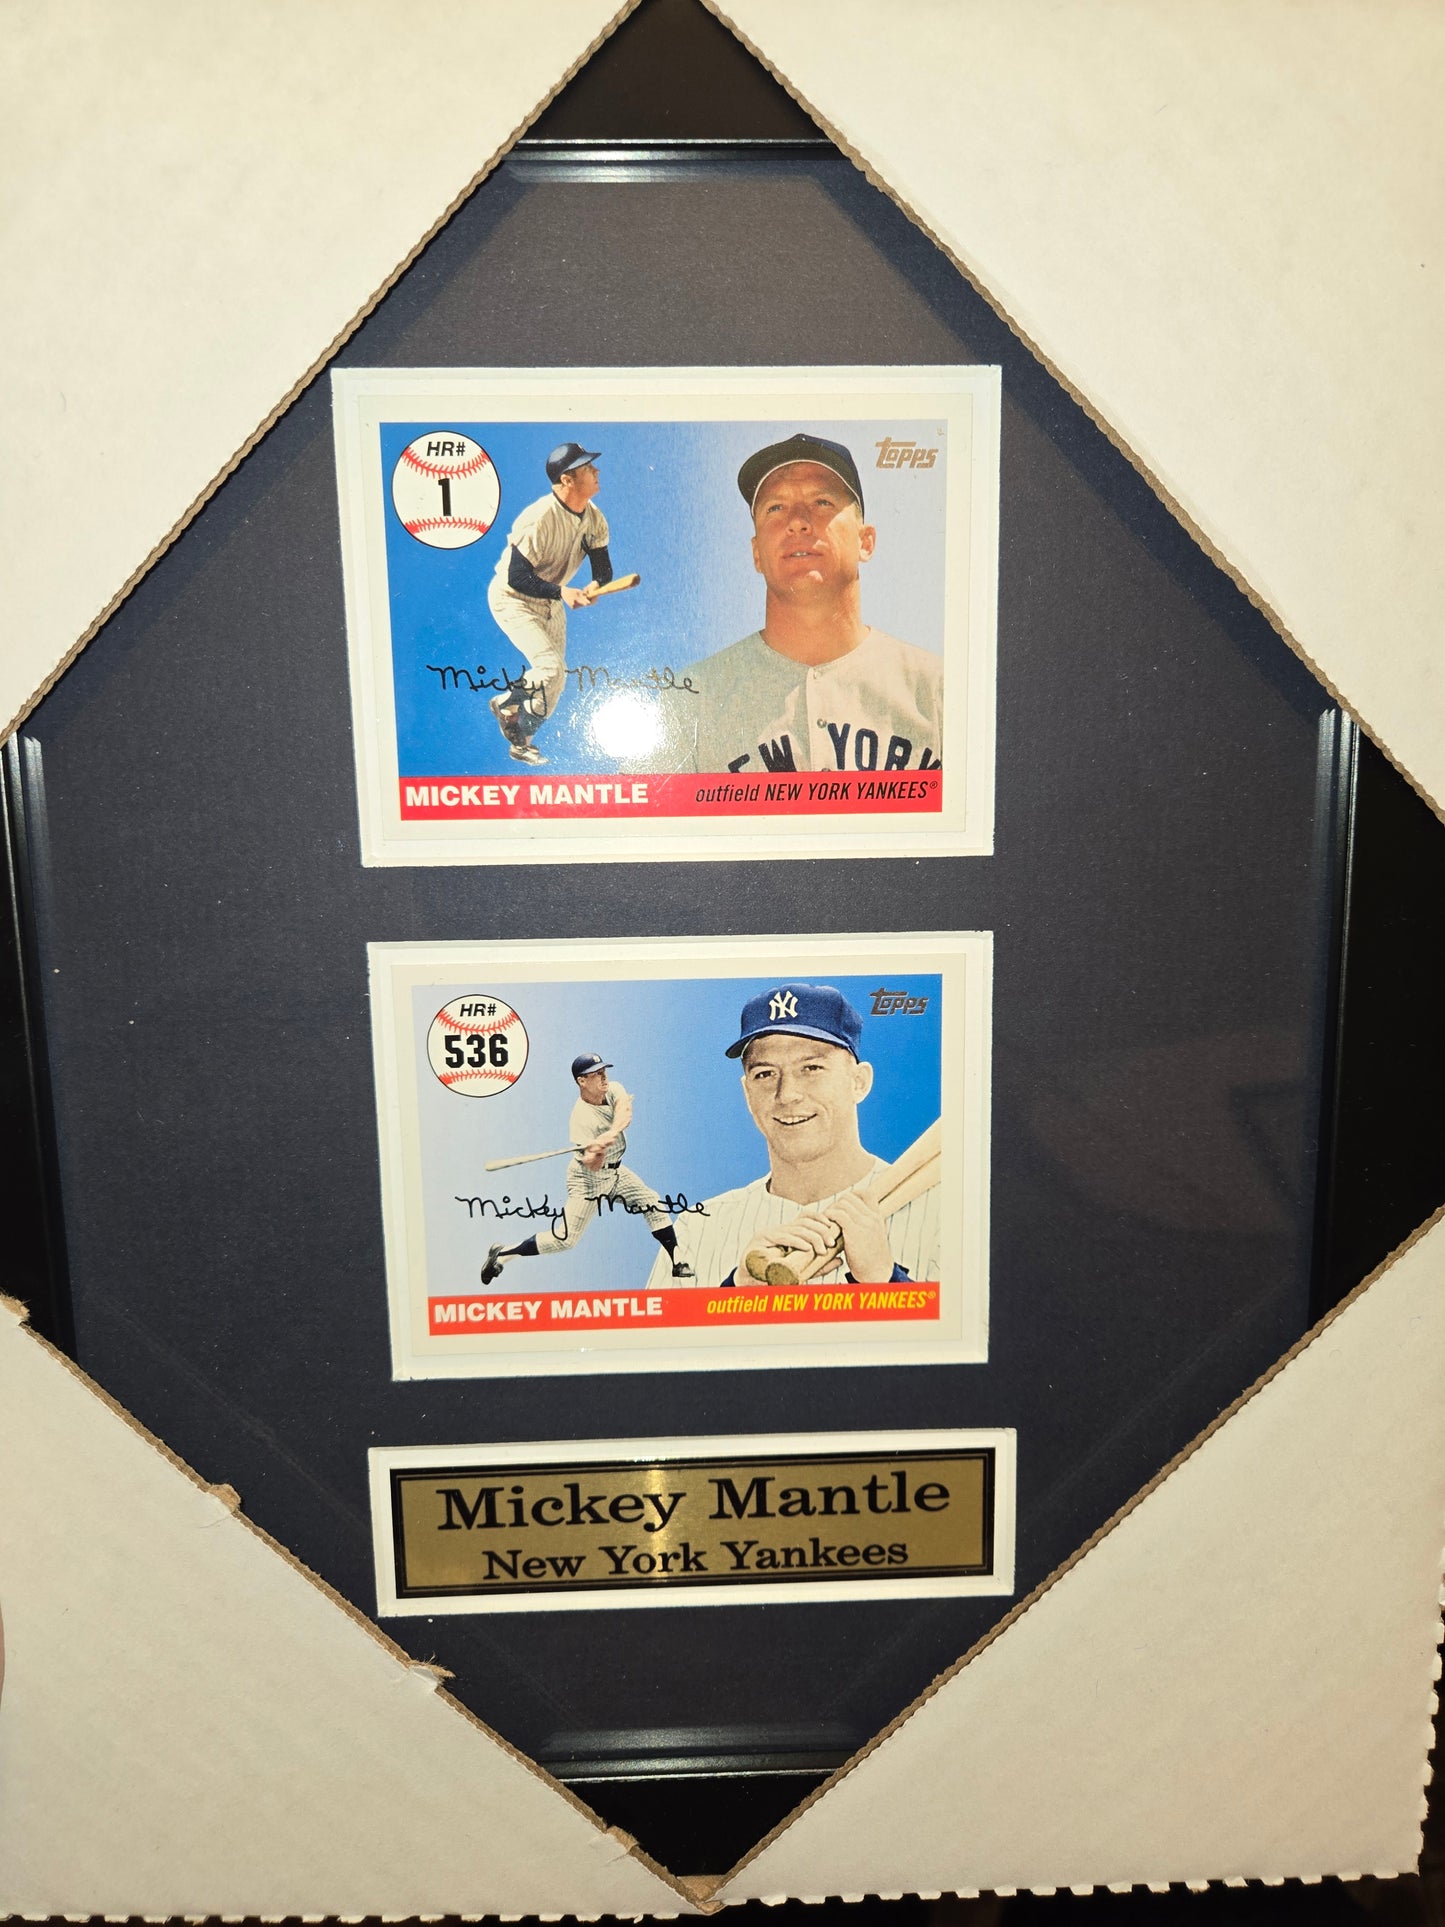 HR#
1
Topps
Mickey Mantle
NEW YORK
MICKEY MANTLE outfield NEW YORK YANKEES®
HR#
536
NY
Topps
Mickey Mantle
MICKEY MANTLE outfield NEW YORK YANKEES®
Mickey Mantle
New York Yankees